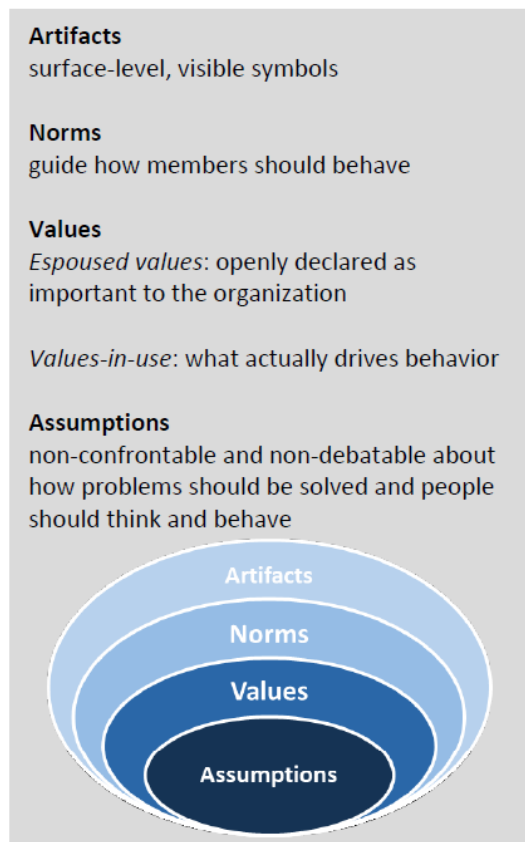 Artifacts
surface-level, visible symbols
Norms
guide how members should behave
Values
Espoused values: openly declared as
important to the organization
Values-in-use: what actually drives behavior
Assumptions
non-confrontable and non-debatable about
how problems should be solved and people
should think and behave
Artifacts
Norms
Values
Assumptions